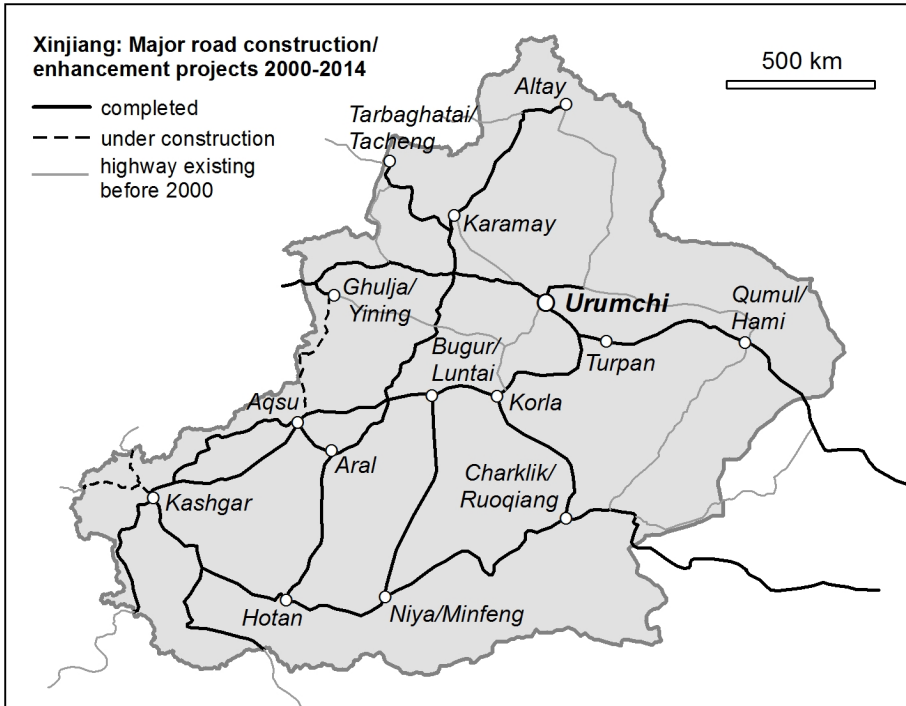 Xinjiang: Major road construction/
enhancement projects 2000-2014
completed
under construction
highway existing
before 2000
500 km
Altay
Tarbaghatai/
Tacheng
Karamay
Ghulja/
Yining
Urumchi
Qumul/
Hami
Bugur/
Luntai
Turpan
Aqsu
Korla
Aral
Charklik/
Ruoqiang
Kashgar
Hotan
Niya/Minfeng